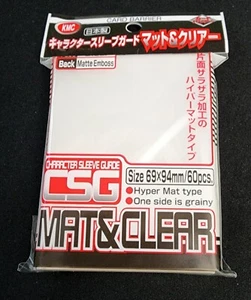 CARD BARRIER
KMC
日本製
キャラクタースリーブガード マット&クリアー
Back Matte Emboss
片面サラサラ加工の
ハイパーマットタイプ
CHARACTER SLEEVE GUARD
CSG
Size 69×94mm/60pcs.
•Hyper Mat type
•One side is grainy
MAT&CLEAR